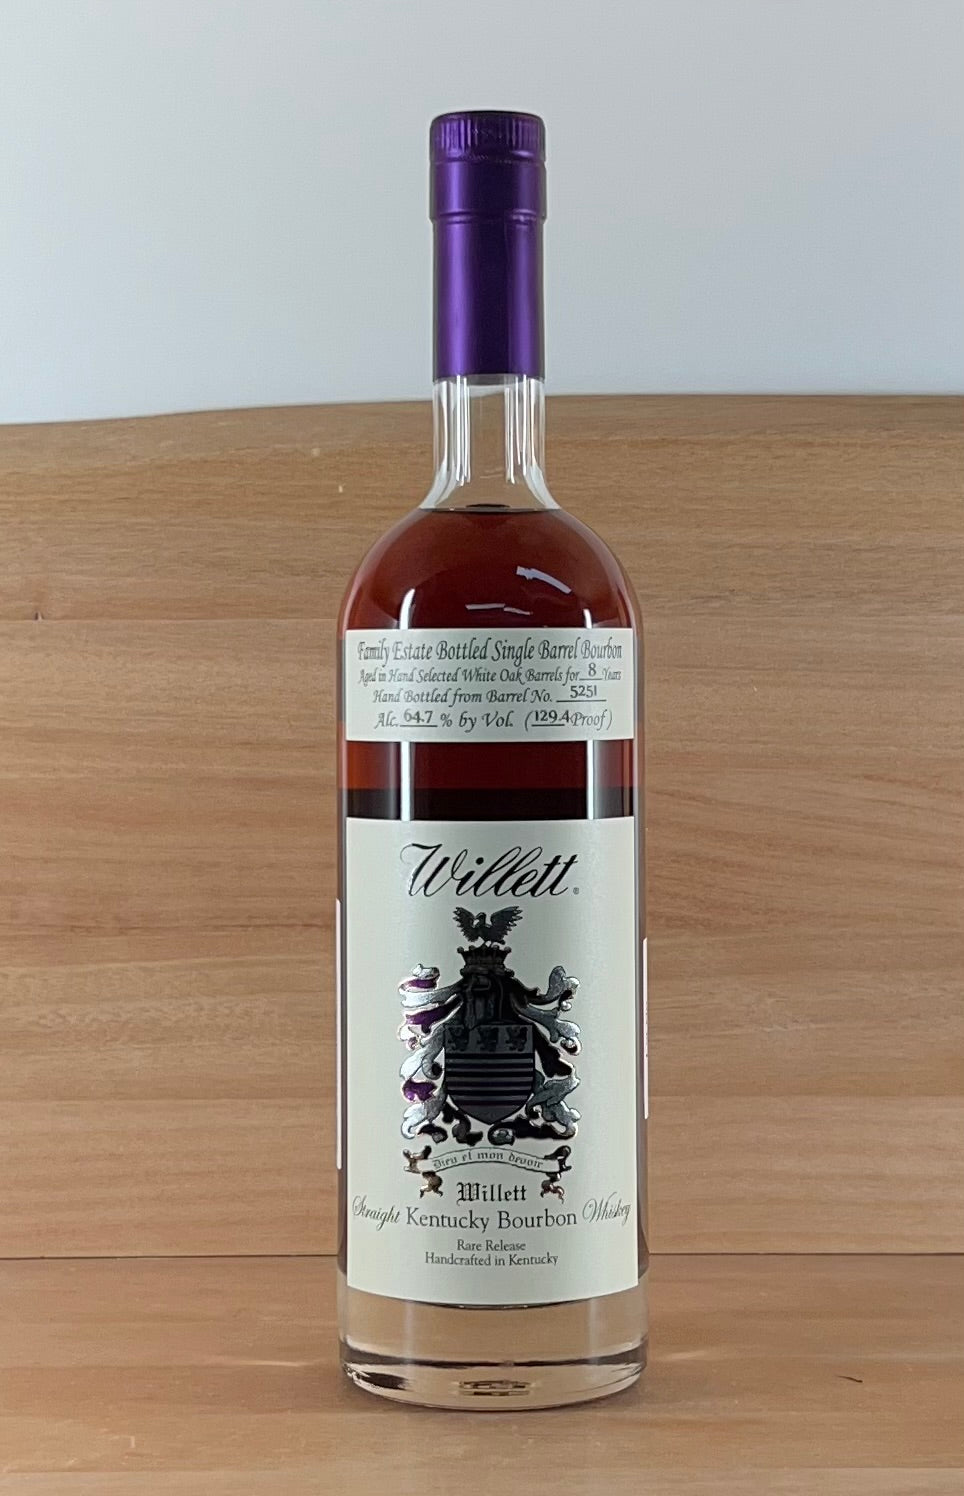 Family Estate Bottled Single Barrel Bourbon
Aged in Hand Selected White Oak Barrels for 8 Years
Hand Bottled from Barrel No. 5251
Alc. 64.7 % by Vol. (129.4 Proof)
Willett®
Dieu et mon devoir
Willett
Straight Kentucky Bourbon Whiskey
Rare Release
Handcrafted in Kentucky